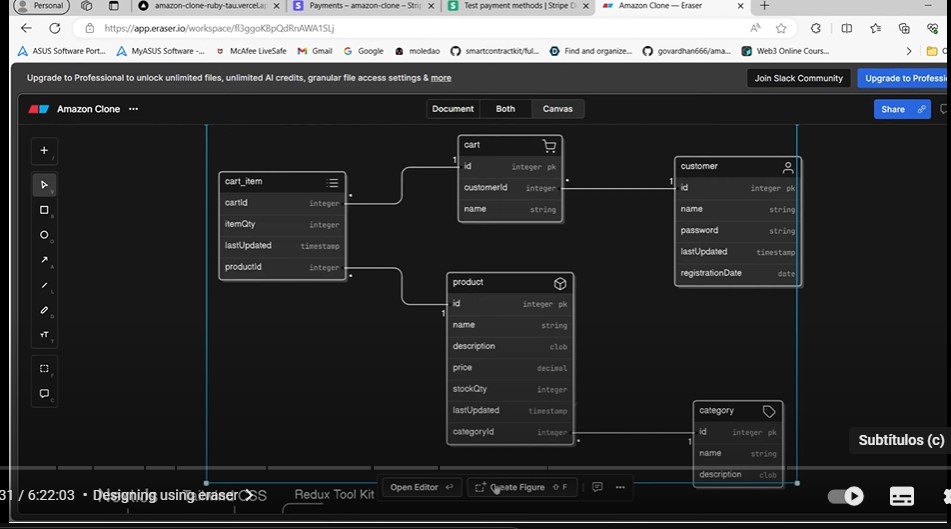 Personal
amazon-clone-ruby-tau.vercel.ap
Payments – amazon-clone – Stri
Test payment methods | Stripe D
Amazon Clone — Eraser
https://app.eraser.io/workspace/fl3ggoKBpQdRnAWA1SLj
ASUS Software Port...
MyASUS Software -...
McAfee LiveSafe
Gmail
Google
moledao
smartcontractkit/ful...
Find and organize...
govardhan666/ama...
Web3 Online Cours...
Upgrade to Professional to unlock unlimited files, unlimited AI credits, granular file access settings & more
Join Slack Community
Upgrade to Professi
Amazon Clone
Document
Both
Canvas
Share
cart
id integer pk
customerId integer
name string
customer
id integer pk
name string
password string
lastUpdated timestamp
registrationDate date
cart_item
cartId integer
itemQty integer
lastUpdated timestamp
productId integer
product
id integer pk
name string
description clob
price decimal
stockQty integer
lastUpdated timestamp
categoryId integer
category
id integer pk
name string
description clob
1
1
1
1
Subtítulos (c)
31 / 6:22:03 • Designing using eraser
CSS
Redux Tool Kit
Open Editor
Create Figure
F